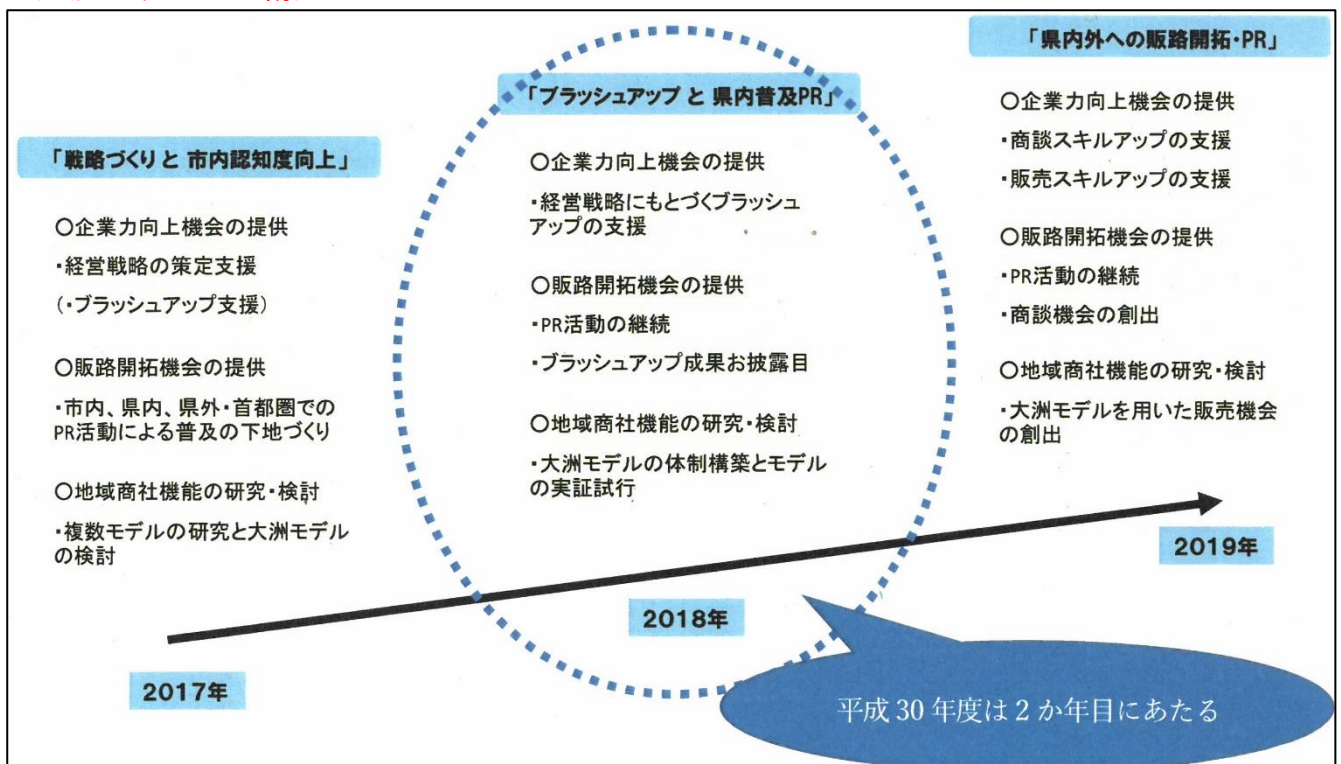 「戦略づくりと 市内認知度向上」
〇企業力向上機会の提供
・経営戦略の策定支援
(・ブラッシュアップ支援)
〇販路開拓機会の提供
・市内、県内、県外・首都圏での
PR活動による普及の下地づくり
〇地域商社機能の研究・検討
・複数モデルの研究と大洲モデル
の検討
2017年
「ブラッシュアップ と 県内普及PR」
〇企業力向上機会の提供
・経営戦略にもとづくブラッシュ
アップの支援
〇販路開拓機会の提供
・PR活動の継続
・ブラッシュアップ成果お披露目
〇地域商社機能の研究・検討
・大洲モデルの体制構築とモデル
の実証試行
2018年
「県内外への販路開拓・PR」
〇企業力向上機会の提供
・商談スキルアップの支援
・販売スキルアップの支援
〇販路開拓機会の提供
・PR活動の継続
・商談機会の創出
〇地域商社機能の研究・検討
・大洲モデルを用いた販売機会
の創出
2019年
平成 30 年度は 2 か年目にあたる